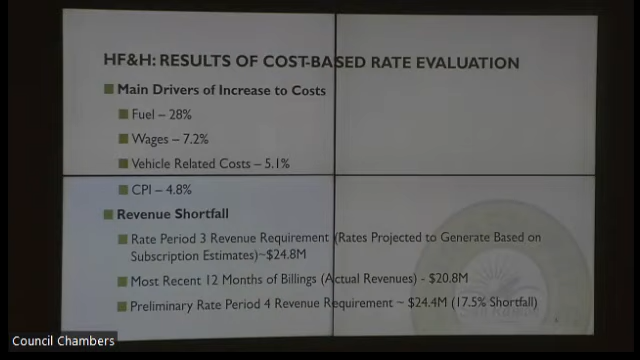 HF&H: RESULTS OF COST-BASED RATE EVALUATION
Main Drivers of Increase to Costs
Fuel – 28%
Wages – 7.2%
Vehicle Related Costs – 5.1%
CPI – 4.8%
Revenue Shortfall
Rate Period 3 Revenue Requirement (Rates Projected to Generate Based on
Subscription Estimates)~$24.8M
Most Recent 12 Months of Billings (Actual Revenues) - $20.8M
Preliminary Rate Period 4 Revenue Requirement ~ $24.4M (17.5% Shortfall)
San Ramon
Council Chambers